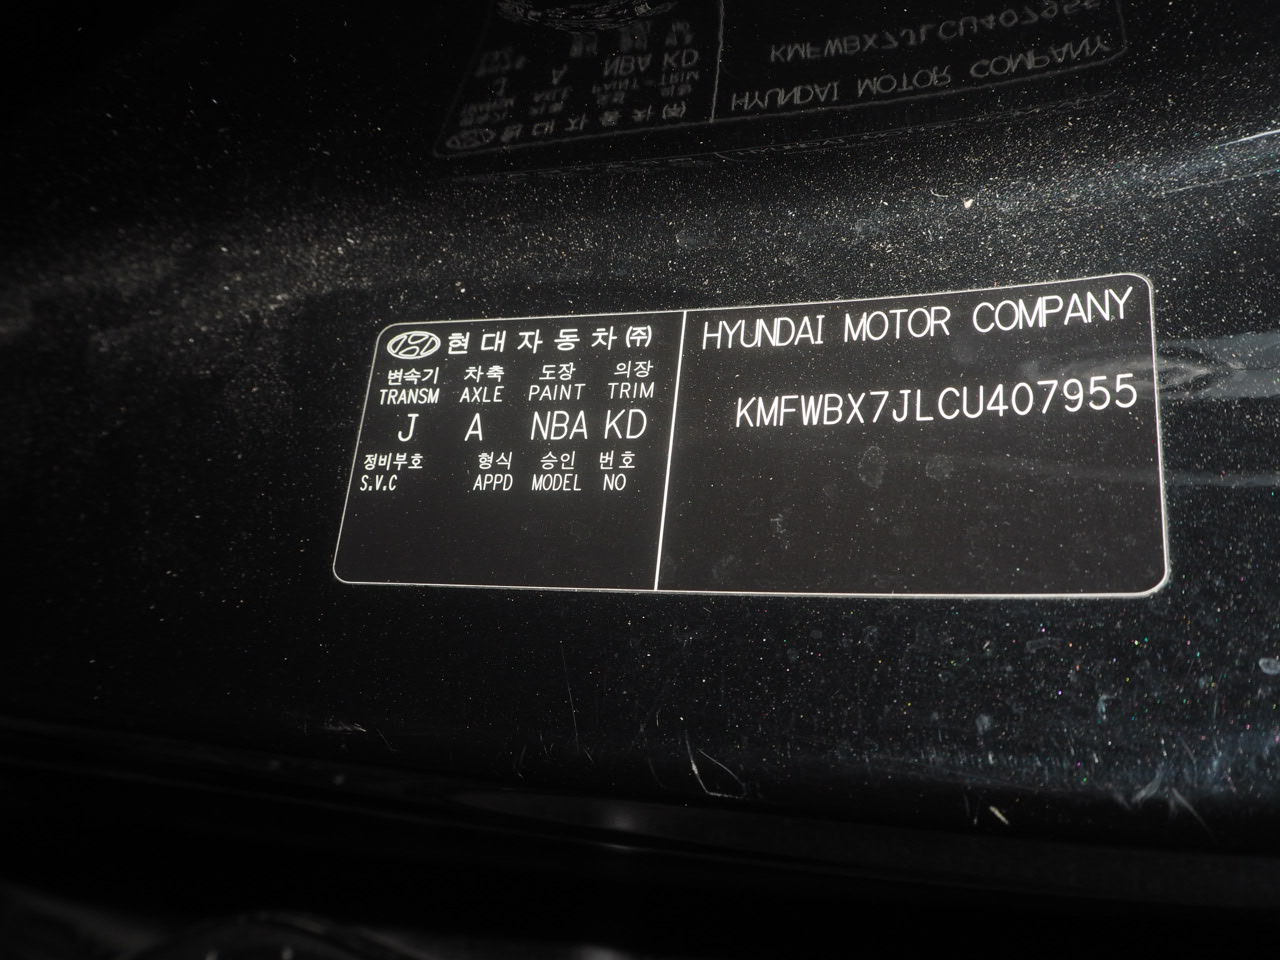 현대자동차㈜
변속기 차축 도장 의장
TRANSM AXLE PAINT TRIM
J A NBA KD
정비부호 형식 승인 번호
S.V.C APPD MODEL NO
HYUNDAI MOTOR COMPANY
KMFWBX7JLCU407955